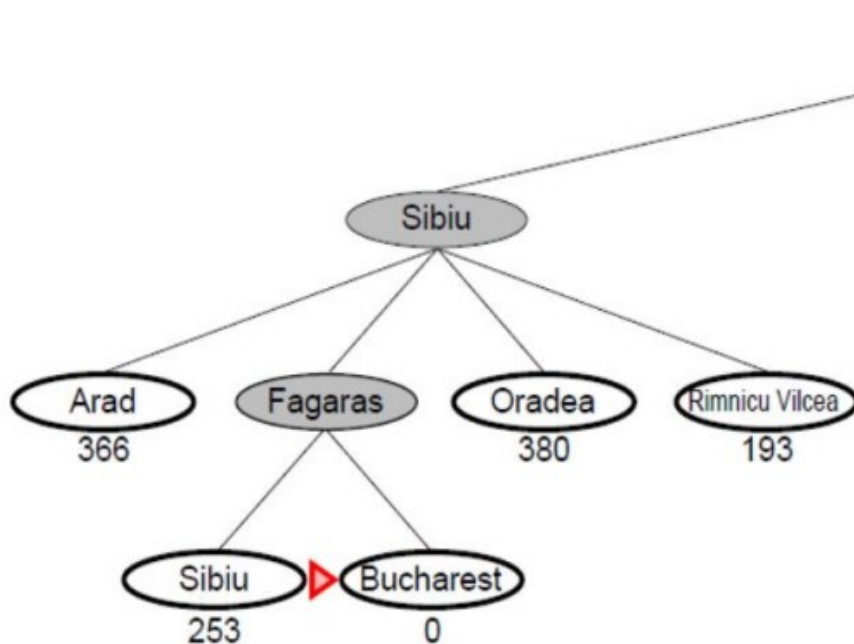 Sibiu
Arad
Fagaras
Oradea
Rimnicu Vilcea
366
380
193
Sibiu
Bucharest
253
0